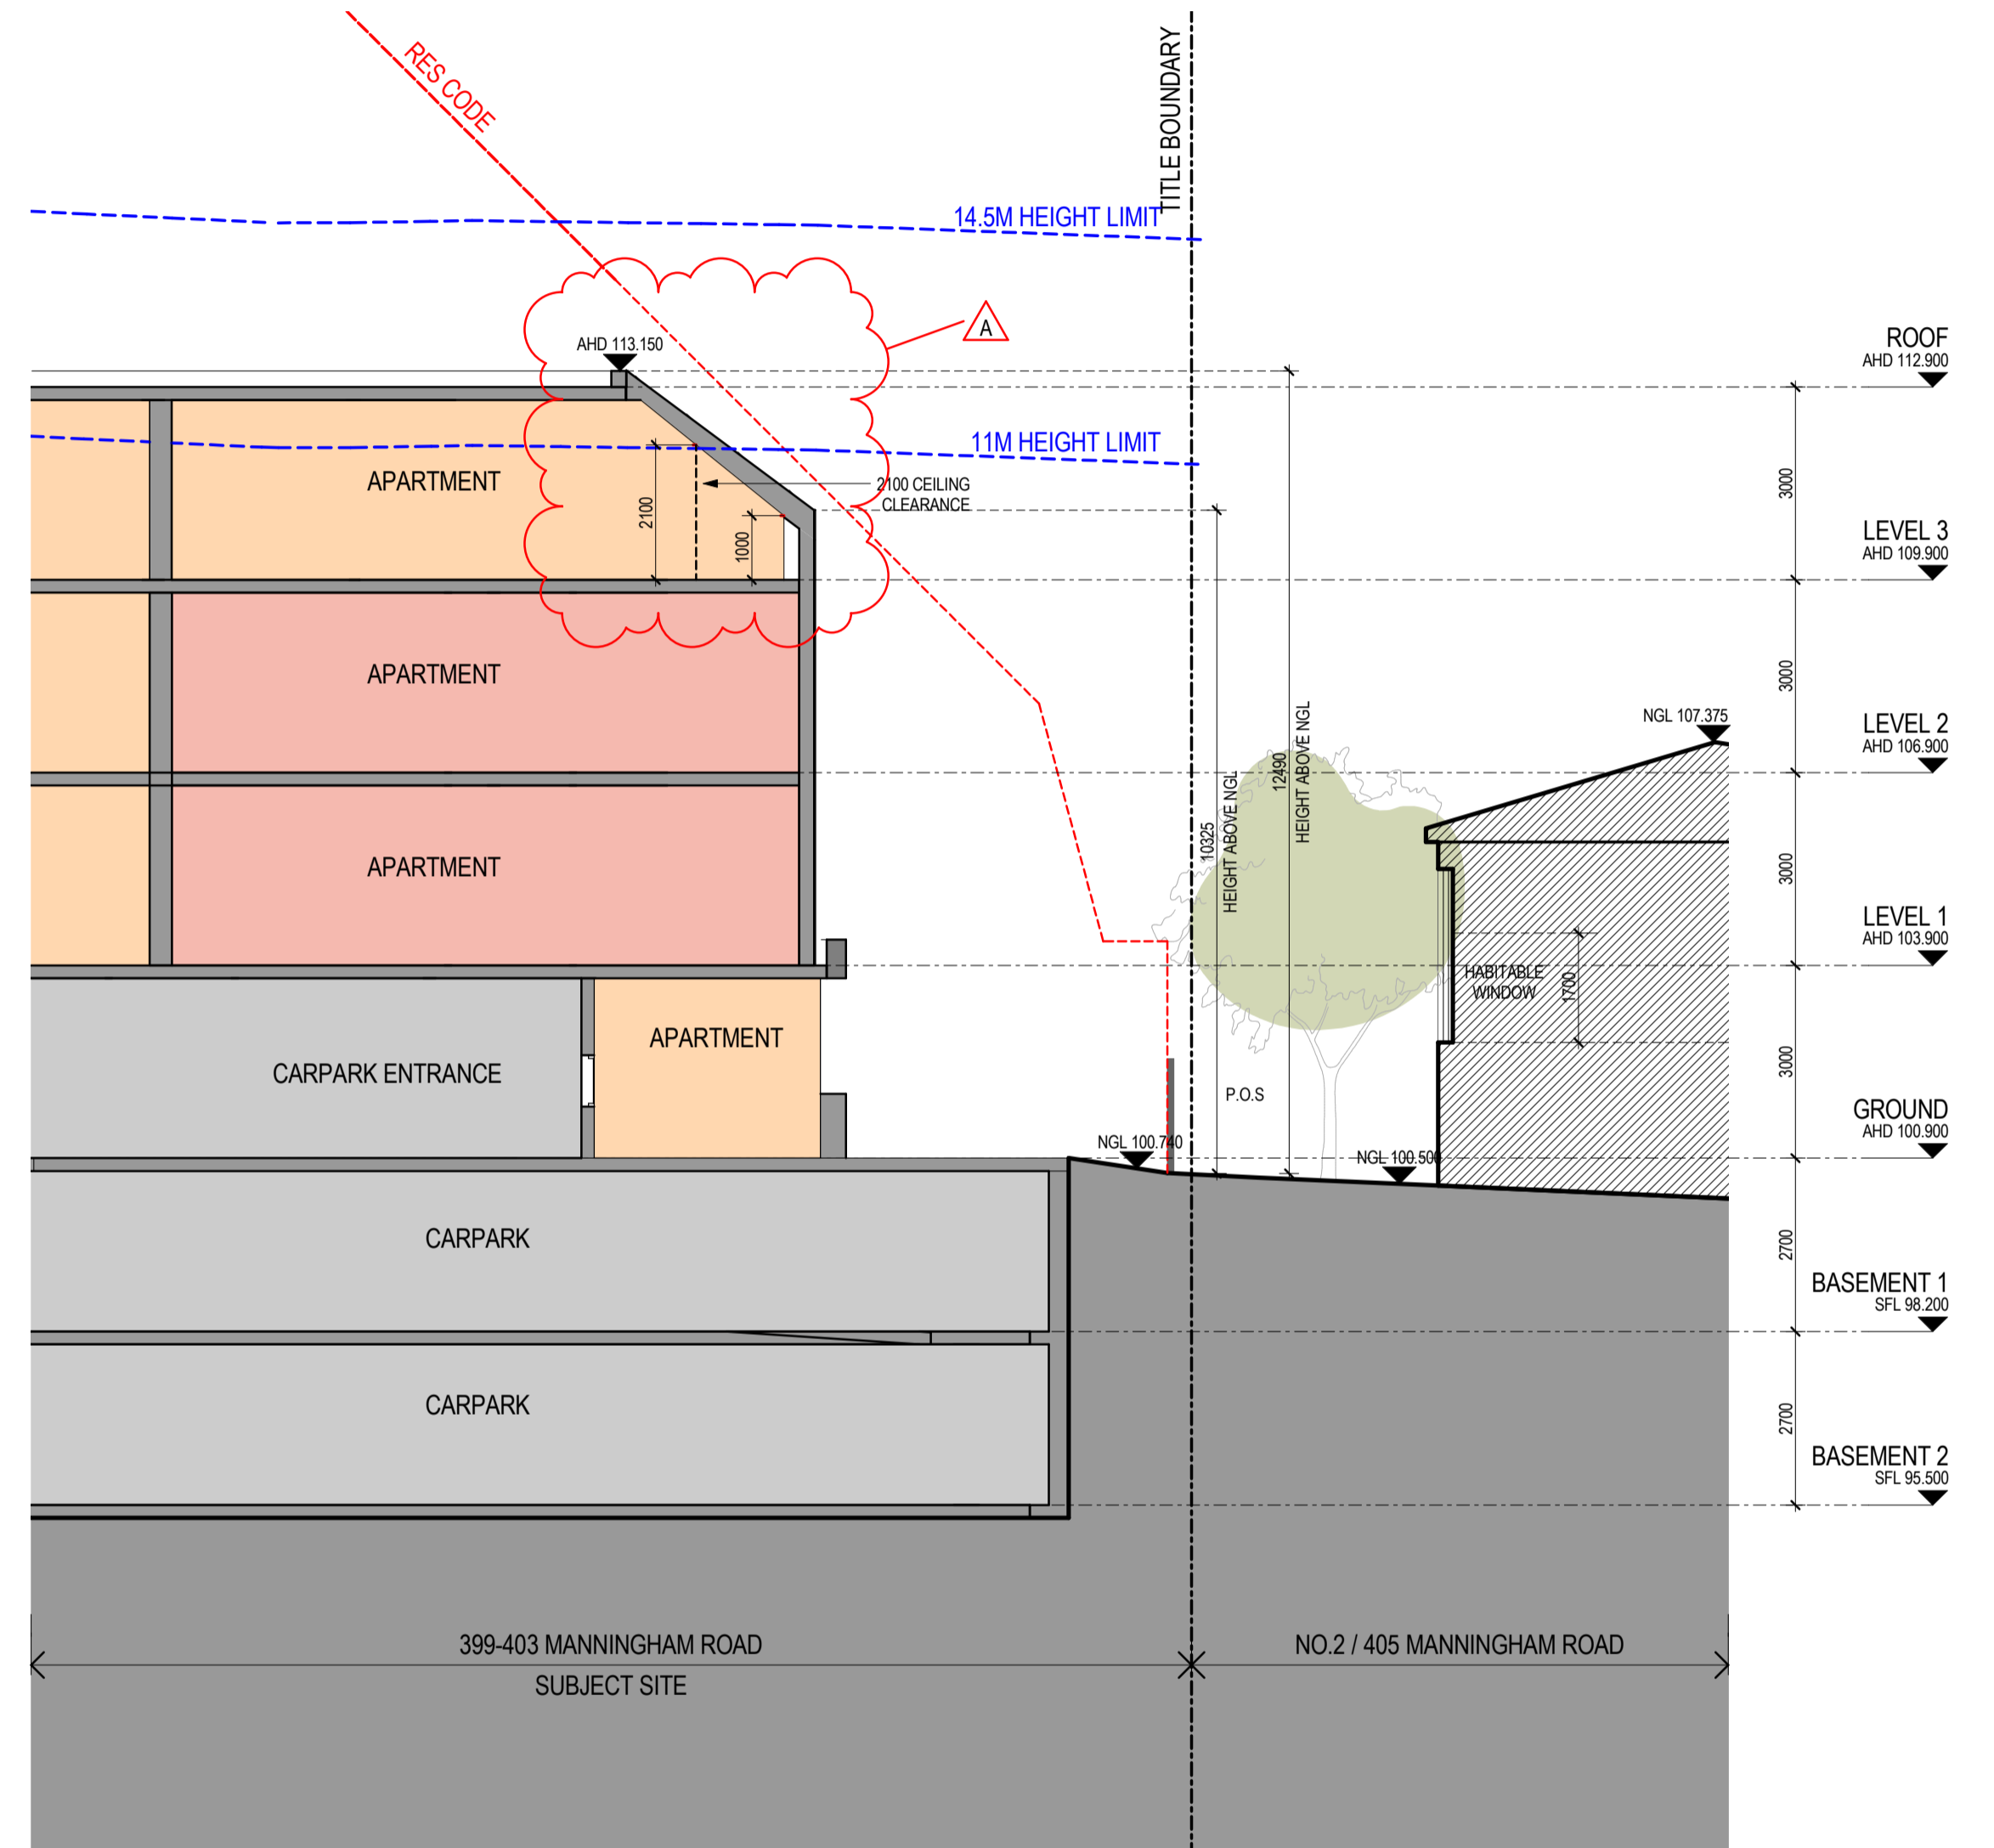 RES CODE
TITLE BOUNDARY
14.5M HEIGHT LIMIT
A
AHD 113.150
ROOF
AHD 112.900
11M HEIGHT LIMIT
APARTMENT
2100 CEILING
CLEARANCE
2100
1000
3000
LEVEL 3
AHD 109.900
APARTMENT
3000
NGL 107.375
LEVEL 2
AHD 106.900
12490
HEIGHT ABOVE NGL
10325
HEIGHT ABOVE NGL
APARTMENT
3000
LEVEL 1
AHD 103.900
HABITABLE
WINDOW
1700
APARTMENT
CARPARK ENTRANCE
3000
P.O.S
GROUND
AHD 100.900
NGL 100.740
NGL 100.500
CARPARK
2700
BASEMENT 1
SFL 98.200
CARPARK
2700
BASEMENT 2
SFL 95.500
399-403 MANNINGHAM ROAD
SUBJECT SITE
NO.2 / 405 MANNINGHAM ROAD